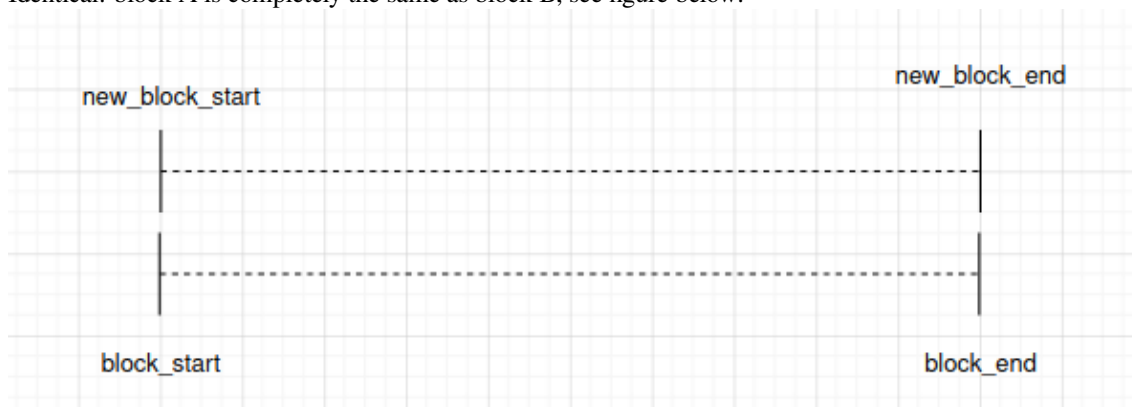 Identical: block A is completely the same as block B, see figure below:
new_block_end
new_block_start
block_start
block_end